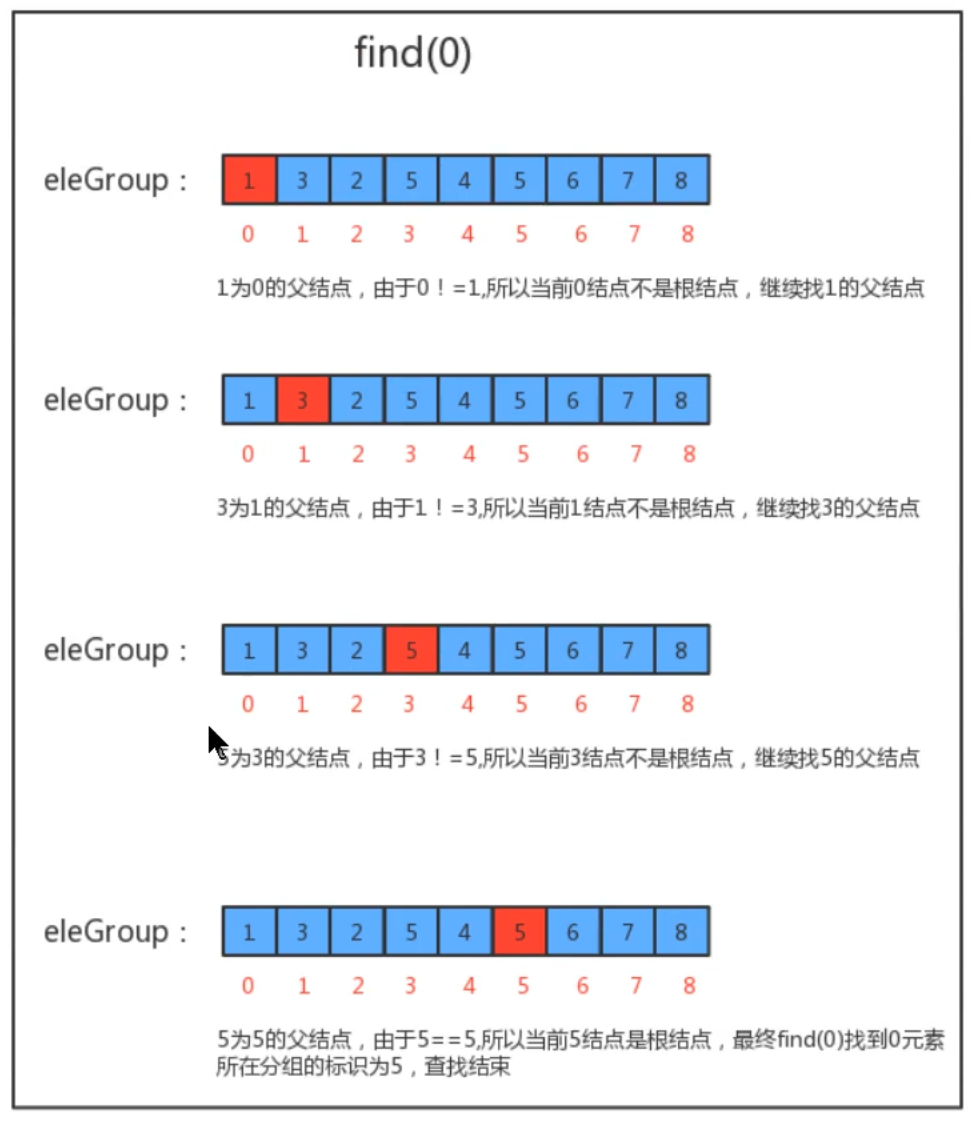 find(0)
eleGroup：
1 3 2 5 4 5 6 7 8
0 1 2 3 4 5 6 7 8
1为0的父结点，由于0！=1,所以当前0结点不是根结点，继续找1的父结点
eleGroup：
1 3 2 5 4 5 6 7 8
0 1 2 3 4 5 6 7 8
3为1的父结点，由于1！=3,所以当前1结点不是根结点，继续找3的父结点
eleGroup：
1 3 2 5 4 5 6 7 8
0 1 2 3 4 5 6 7 8
5为3的父结点，由于3！=5,所以当前3结点不是根结点，继续找5的父结点
eleGroup：
1 3 2 5 4 5 6 7 8
0 1 2 3 4 5 6 7 8
5为5的父结点，由于5==5,所以当前5结点是根结点，最终find(0)找到0元素
所在分组的标识为5，查找结束